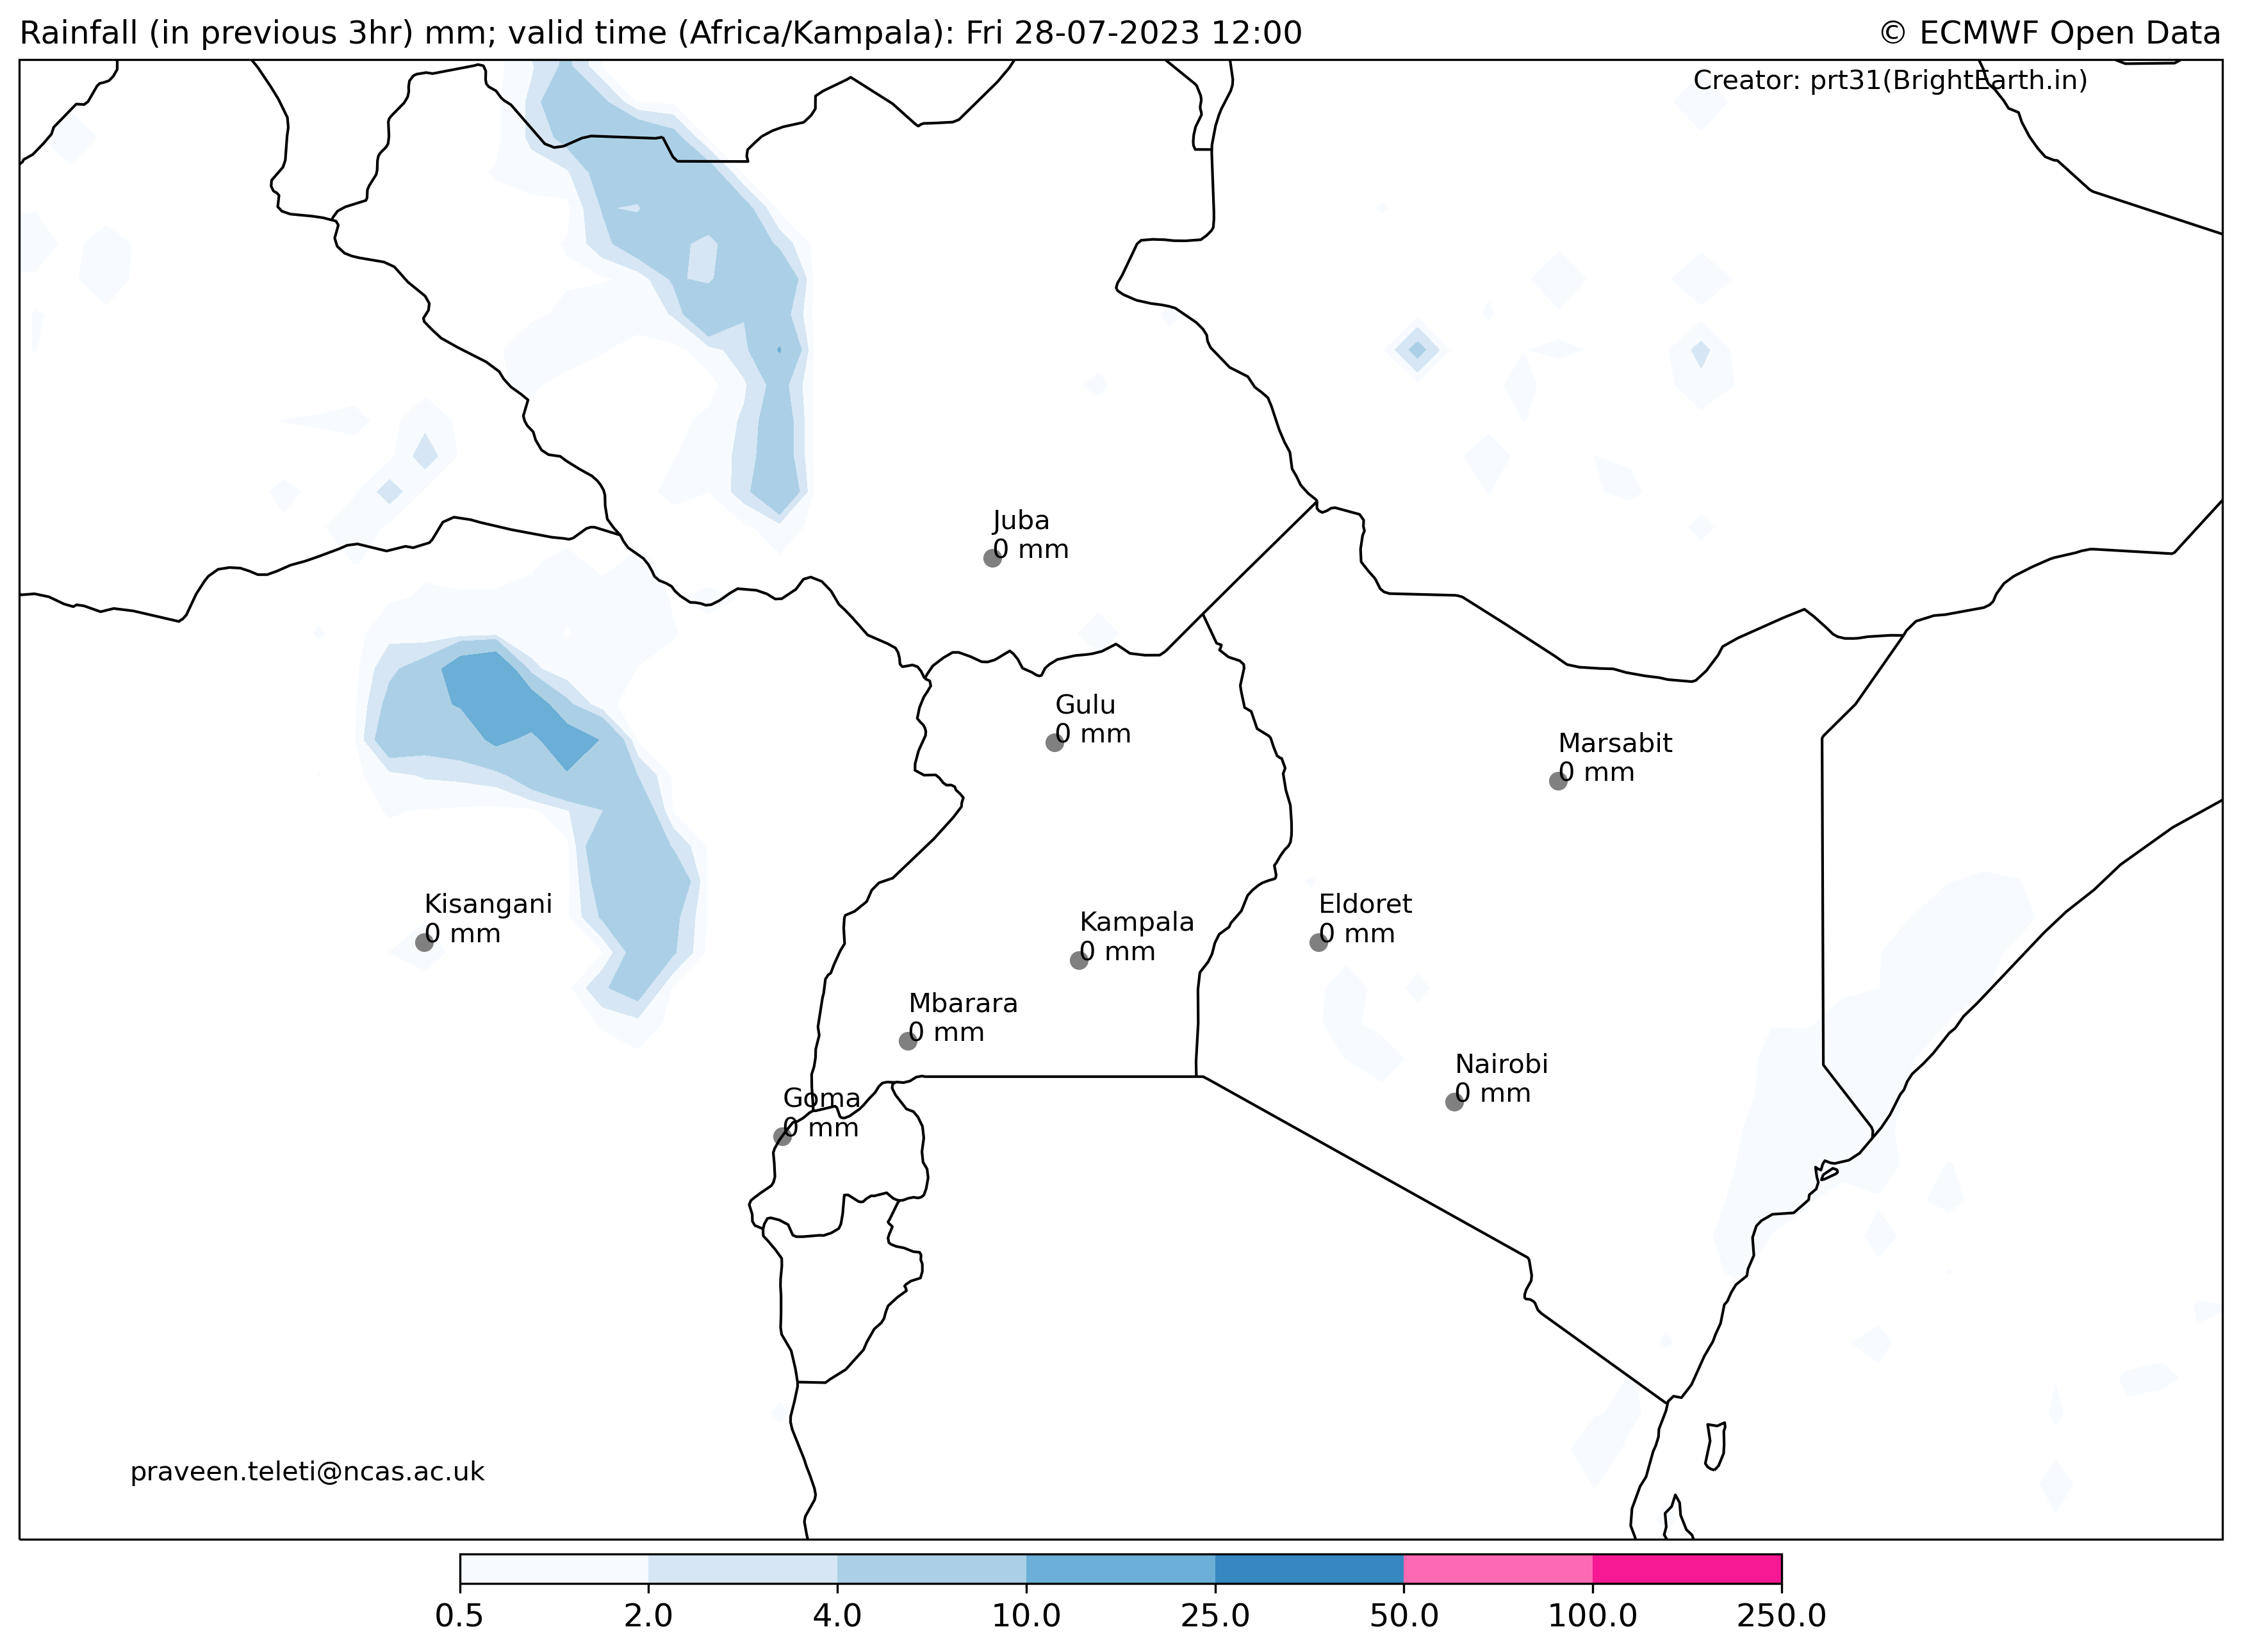 Rainfall (in previous 3hr) mm; valid time (Africa/Kampala): Fri 28-07-2023 12:00
© ECMWF Open Data
Creator: prt31(BrightEarth.in)
Juba
0 mm
Gulu
0 mm
Marsabit
0 mm
Kisangani
0 mm
Kampala
0 mm
Eldoret
0 mm
Mbarara
0 mm
Nairobi
0 mm
Goma
0 mm
praveen.teleti@ncas.ac.uk
0.5 2.0 4.0 10.0 25.0 50.0 100.0 250.0